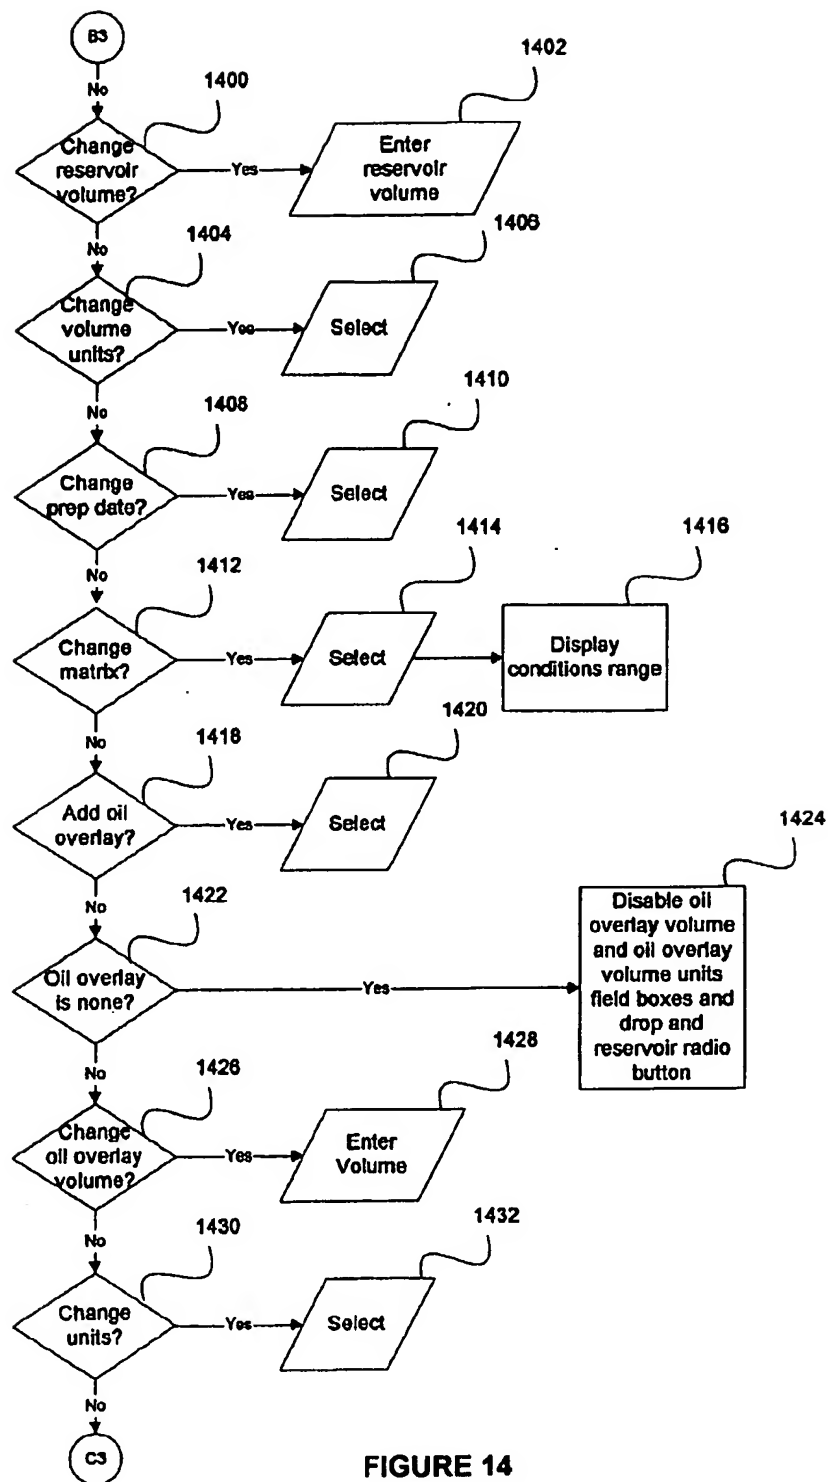 B3
No
1400
1402
Change
reservoir
volume?
Yes
Enter
reservoir
volume
No
1404
1406
Change
volume
units?
Yes
Select
No
1408
1410
Change
prep date?
Yes
Select
No
1412
1414
1416
Change
matrix?
Yes
Select
Display
conditions range
No
1418
1420
Add oil
overlay?
Yes
Select
No
1422
1424
Oil overlay
is none?
Yes
Disable oil
overlay volume
and oil overlay
volume units
field boxes and
drop and
reservoir radio
button
No
1426
1428
Change
oil overlay
volume?
Yes
Enter
Volume
No
1430
1432
Change
units?
Yes
Select
No
C3
FIGURE 14